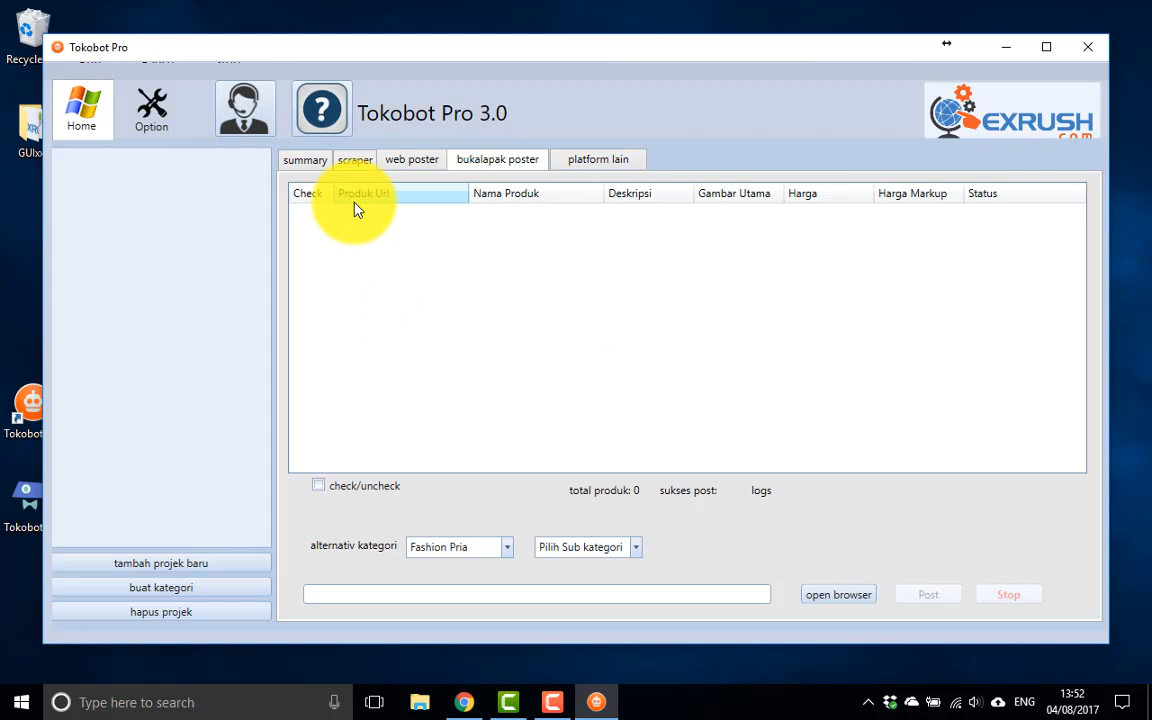 Recycle
Tokobot Pro
Home
Option
?
Tokobot Pro 3.0
EXRUSH
.COM
GUIxo
summary
scraper
web poster
bukalapak poster
platform lain
Check
Produk Url
Nama Produk
Deskripsi
Gambar Utama
Harga
Harga Markup
Status
Tokobot
Tokobot
check/uncheck
total produk: 0
sukses post:
logs
alternativ kategori
Fashion Pria
Pilih Sub kategori
tambah projek baru
buat kategori
hapus projek
open browser
Post
Stop
Type here to search
ENG
13:52
04/08/2017